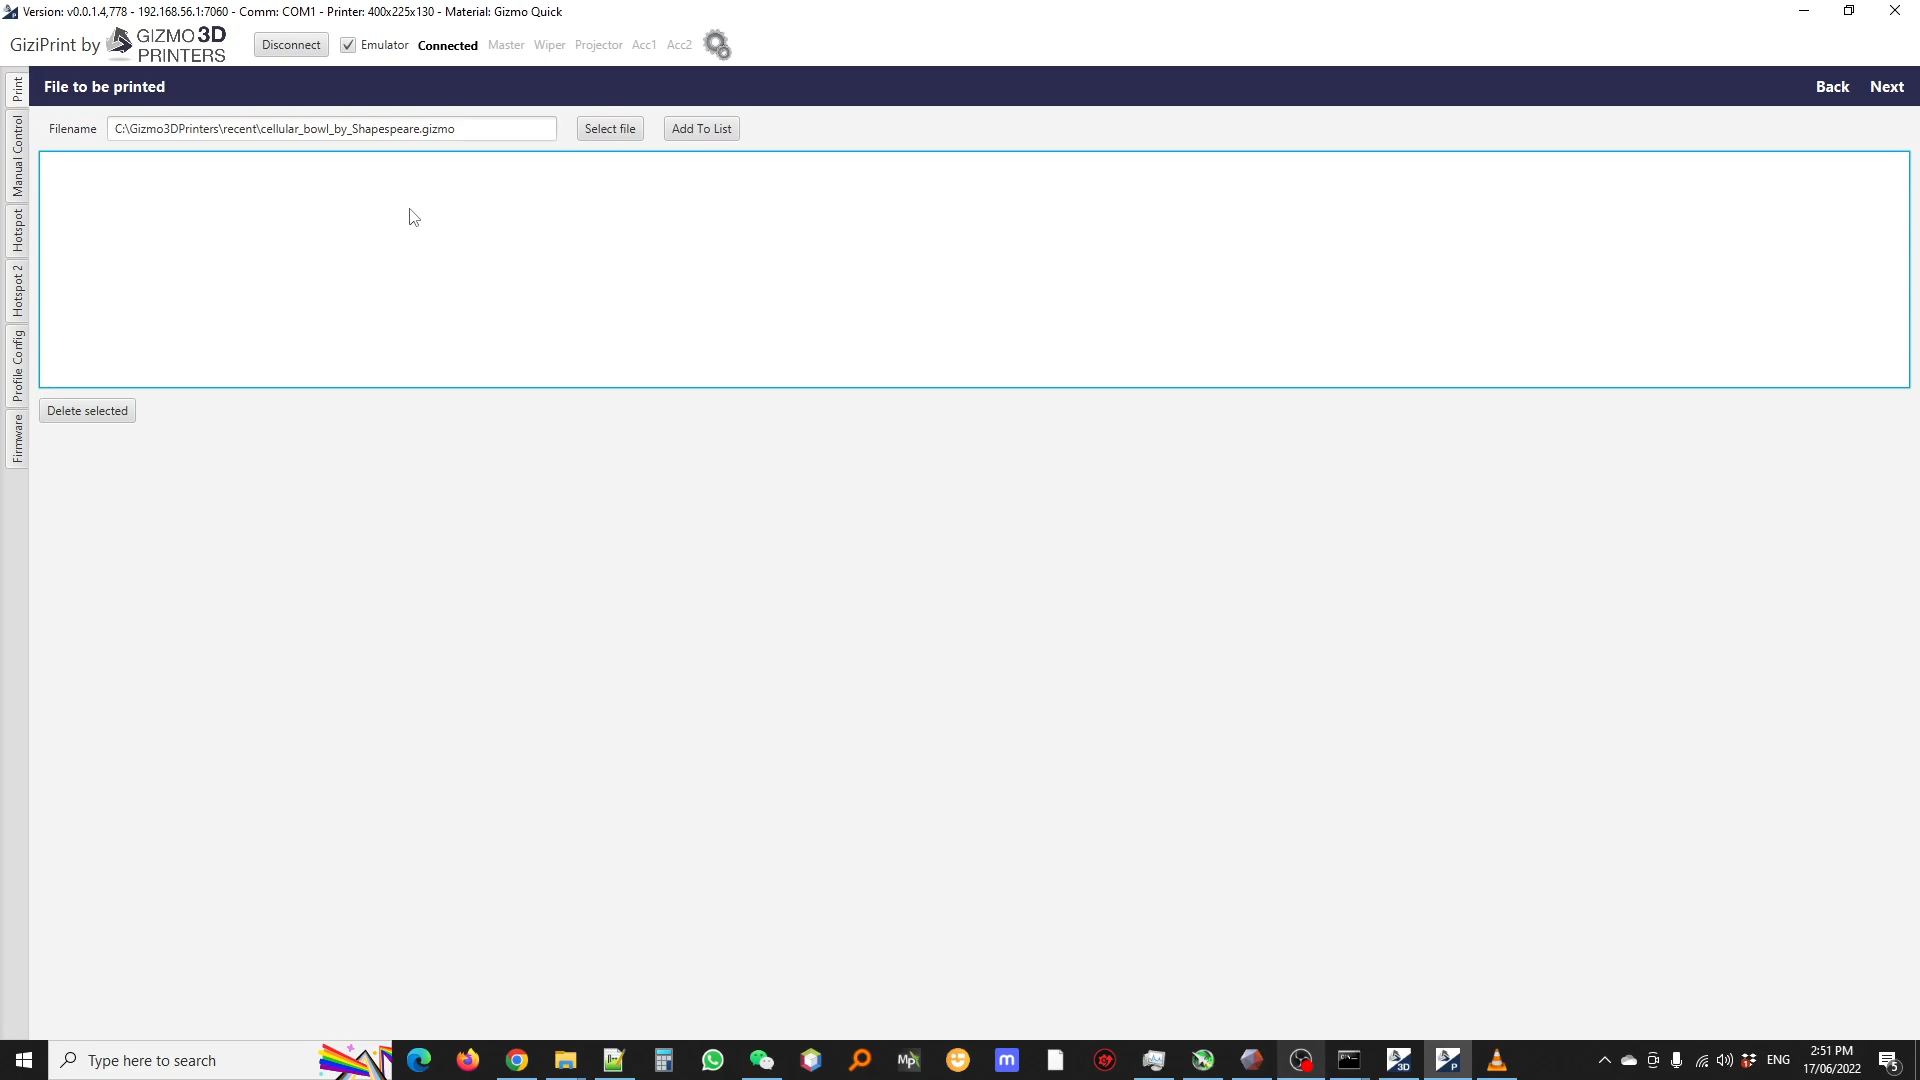 Version: v0.0.1.4,778 - 192.168.56.1:7060 - Comm: COM1 - Printer: 400x225x130 - Material: Gizmo Quick
GiziPrint by GIZMO 3D PRINTERS
Disconnect Emulator Connected Master Wiper Projector Acc1 Acc2
File to be printed Back Next
Filename C:\Gizmo3DPrinters\recent\cellular_bowl_by_Shapespeare.gizmo Select file Add To List
Print
Manual Control
Hotspot
Hotspot 2
Profile Config
Firmware
Delete selected
Type here to search
Mp
m
3D
P
ENG
2:51 PM
17/06/2022
5